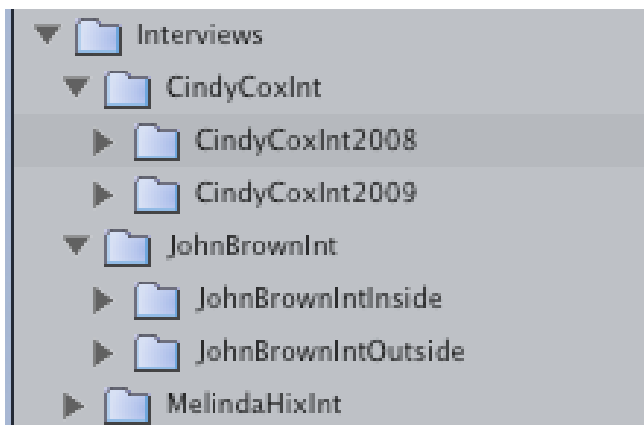 Interviews
CindyCoxInt
CindyCoxInt2008
CindyCoxInt2009
JohnBrownInt
JohnBrownIntInside
JohnBrownIntOutside
MelindaHixInt